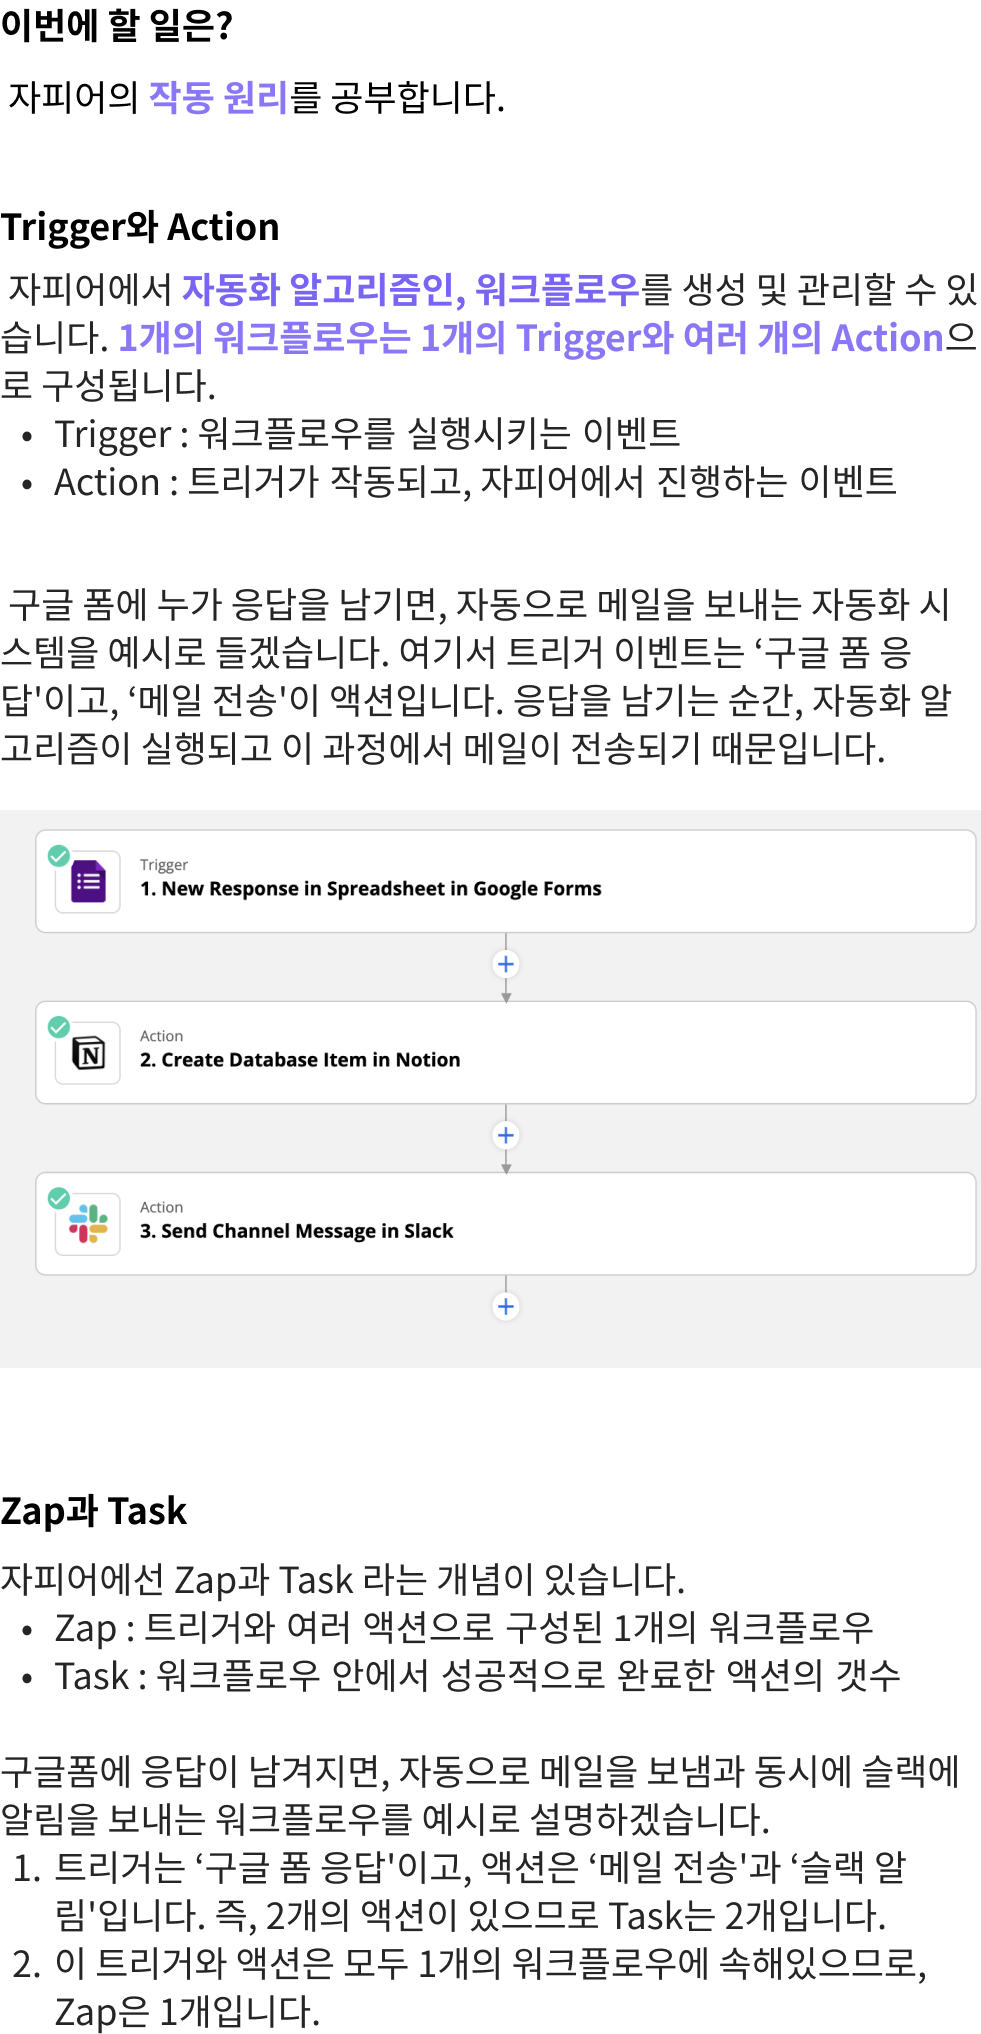 이번에 할 일은?
자피어의 작동 원리를 공부합니다.
Trigger와 Action
자피어에서 자동화 알고리즘인, 워크플로우를 생성 및 관리할 수 있
습니다. 1개의 워크플로우는 1개의 Trigger와 여러 개의 Action으
로 구성됩니다.
• Trigger : 워크플로우를 실행시키는 이벤트
• Action : 트리거가 작동되고, 자피어에서 진행하는 이벤트
구글 폼에 누가 응답을 남기면, 자동으로 메일을 보내는 자동화 시
스템을 예시로 들겠습니다. 여기서 트리거 이벤트는 ‘구글 폼 응
답'이고, ‘메일 전송'이 액션입니다. 응답을 남기는 순간, 자동화 알
고리즘이 실행되고 이 과정에서 메일이 전송되기 때문입니다.
Trigger
1. New Response in Spreadsheet in Google Forms
Action
2. Create Database Item in Notion
Action
3. Send Channel Message in Slack
Zap과 Task
자피어에선 Zap과 Task 라는 개념이 있습니다.
• Zap : 트리거와 여러 액션으로 구성된 1개의 워크플로우
• Task : 워크플로우 안에서 성공적으로 완료한 액션의 갯수
구글폼에 응답이 남겨지면, 자동으로 메일을 보냄과 동시에 슬랙에
알림을 보내는 워크플로우를 예시로 설명하겠습니다.
1. 트리거는 ‘구글 폼 응답'이고, 액션은 ‘메일 전송'과 ‘슬랙 알
림'입니다. 즉, 2개의 액션이 있으므로 Task는 2개입니다.
2. 이 트리거와 액션은 모두 1개의 워크플로우에 속해있으므로,
Zap은 1개입니다.